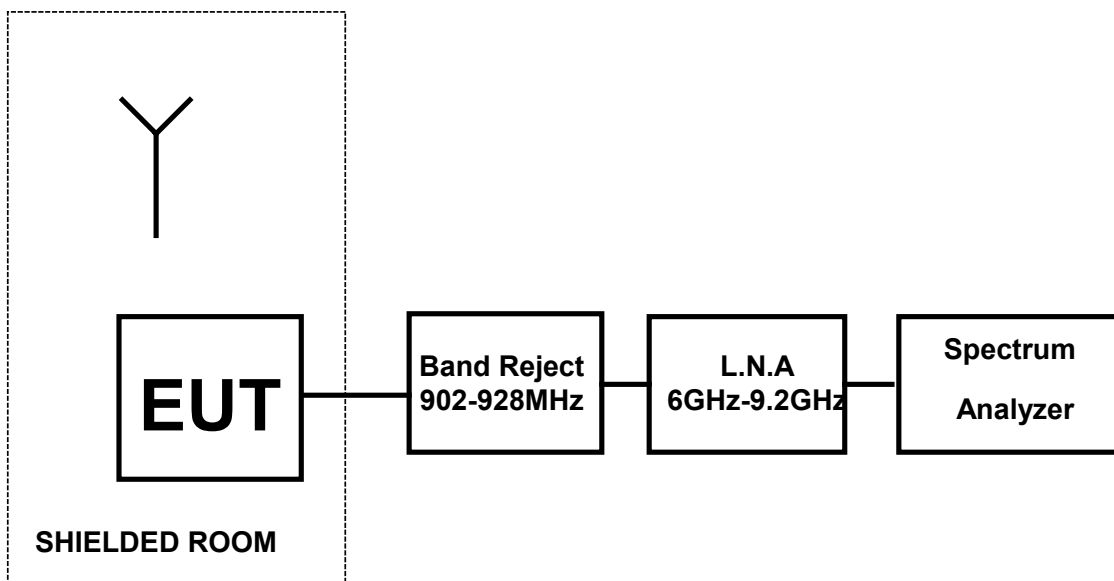 EUT
Band Reject
902-928MHz
L.N.A
6GHz-9.2GHz
Spectrum
Analyzer
SHIELDED ROOM